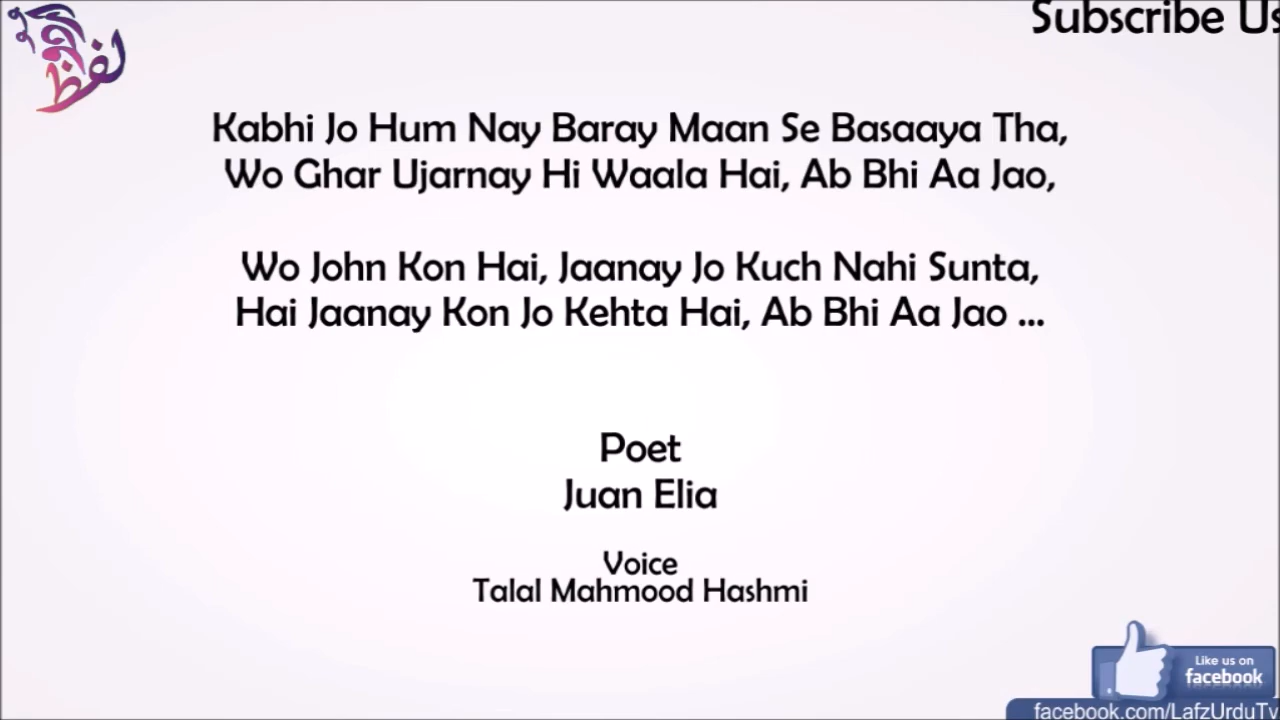 لفظ
Subscribe Us
Kabhi Jo Hum Nay Baray Maan Se Basaaya Tha,
Wo Ghar Ujarnay Hi Waala Hai, Ab Bhi Aa Jao,
Wo John Kon Hai, Jaanay Jo Kuch Nahi Sunta,
Hai Jaanay Kon Jo Kehta Hai, Ab Bhi Aa Jao ...
Poet
Juan Elia
Voice
Talal Mahmood Hashmi
Like us on
facebook
facebook.com/LafzUrduTv